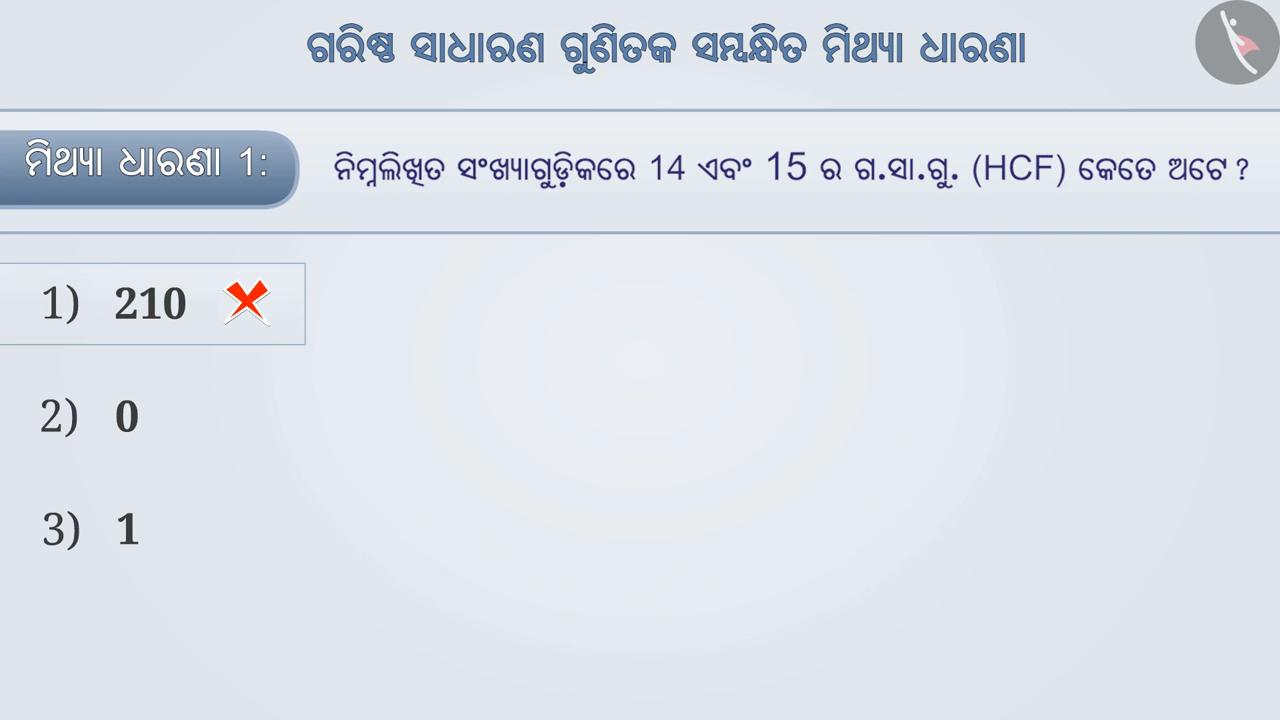 ଗରିଷ୍ଠ ସାଧାରଣ ଗୁଣିତକ ସମ୍ବନ୍ଧିତ ମିଥ୍ୟା ଧାରଣା
ମିଥ୍ୟା ଧାରଣା 1:
ନିମ୍ନଲିଖିତ ସଂଖ୍ୟାଗୁଡ଼ିକରେ 14 ଏବଂ 15 ର ଗ.ସା.ଗୁ. (HCF) କେତେ ଅଟେ ?
1) 210
2) 0
3) 1